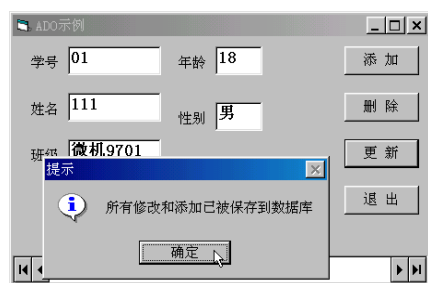 ADO示例
学号 01 年龄 18 添 加
姓名 111 性别 男 删 除
班级 微机9701 更 新
提示
所有修改和添加已被保存到数据库
退 出
确定